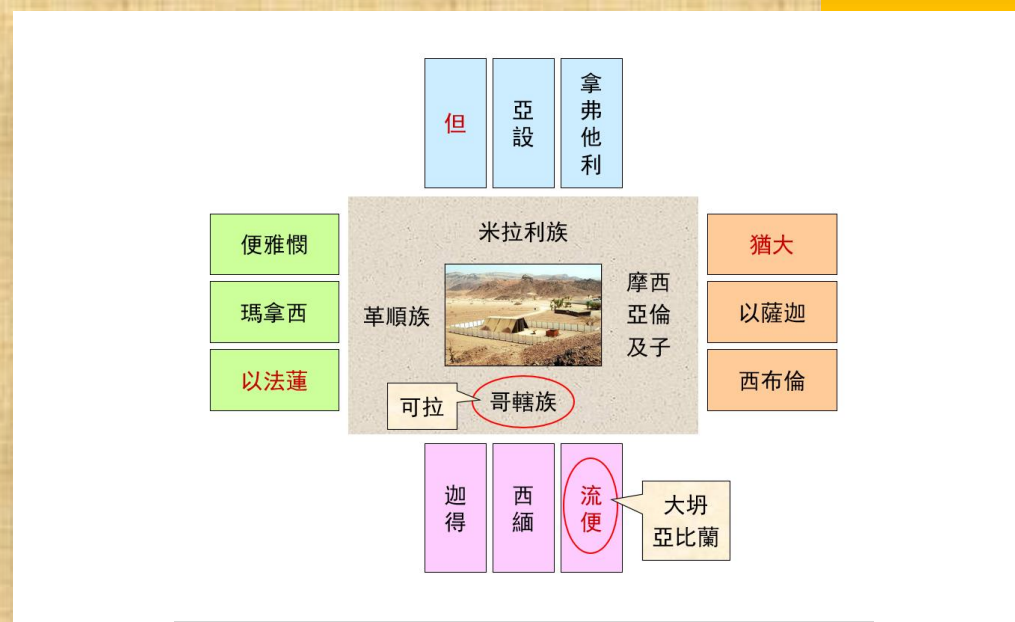 但
亞設
拿弗他利
便雅憫
瑪拿西
以法蓮
米拉利族
革順族
摩西
亞倫
及子
可拉
哥轄族
猶大
以薩迦
西布倫
迦得
西緬
流便
大坍
亞比蘭